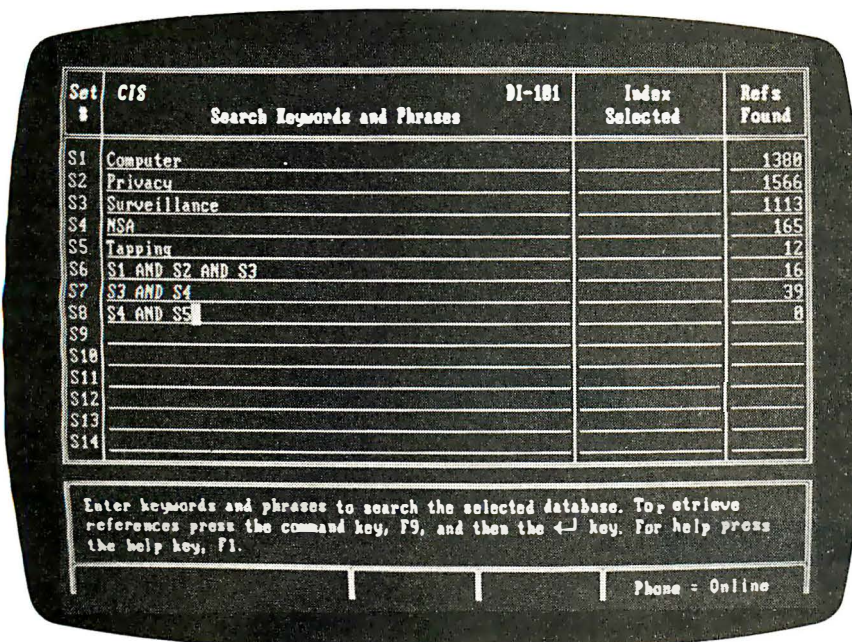 Set CIS DI-101 Index Refs
# Search Keywords and Phrases Selected Found
S1 Computer 1380
S2 Privacy 1566
S3 Surveillance 1113
S4 NSA 165
S5 Tapping 12
S6 S1 AND S2 AND S3 16
S7 S3 AND S4 39
S8 S4 AND S5 0
S9
S10
S11
S12
S13
S14
Enter keywords and phrases to search the selected database. To retrieve
references press the command key, F9, and then the ↵ key. For help press
the help key, F1.
Phone = Online